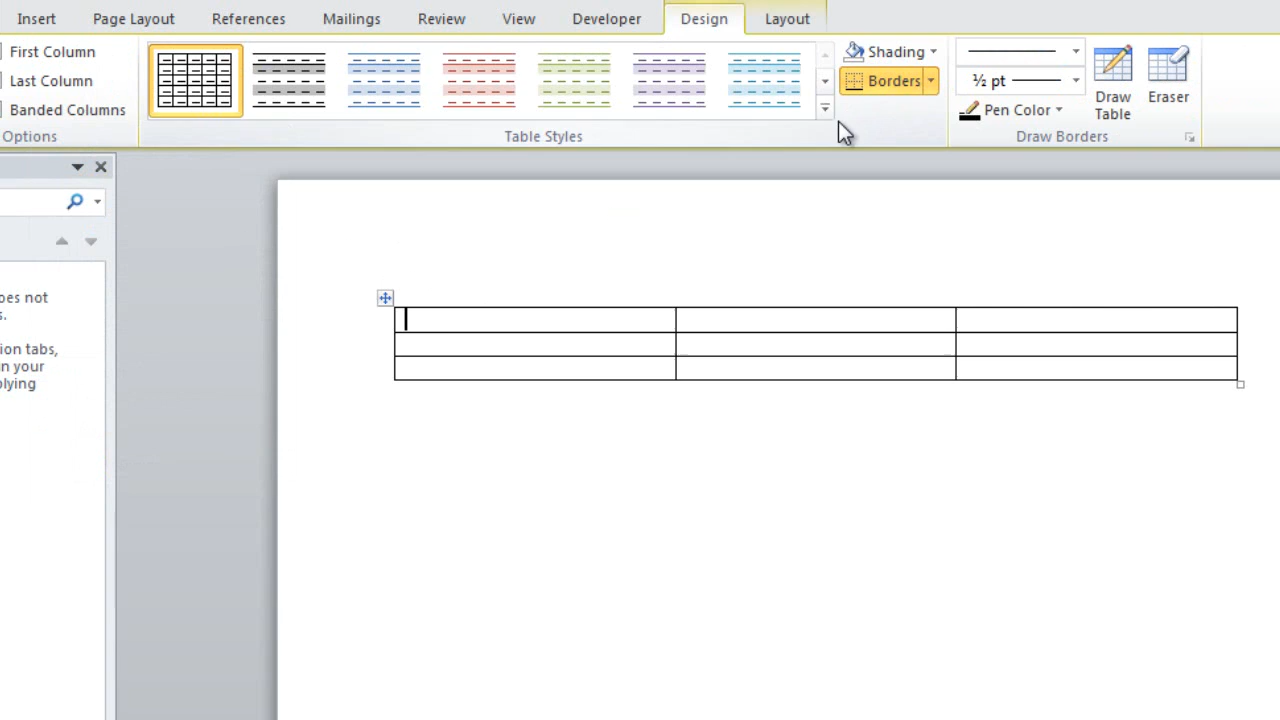 Insert Page Layout References Mailings Review View Developer Design Layout
First Column
Last Column
Banded Columns
Options
Table Styles
Shading
Borders
½ pt
Pen Color
Draw
Table
Eraser
Draw Borders
oes not
s.
ion tabs,
n your
plying